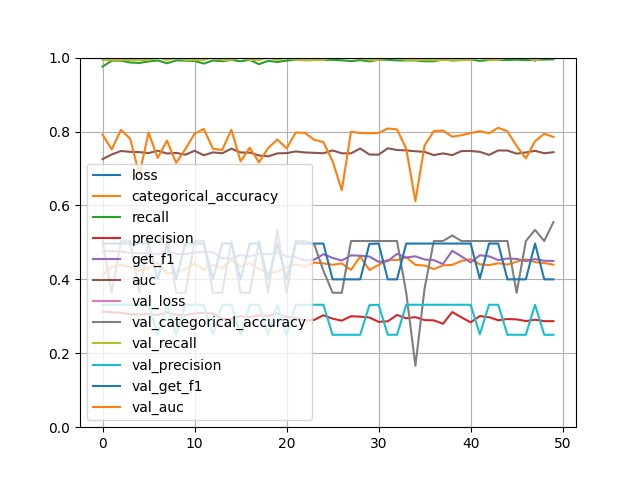 1.0
0.8
0.6
0.4
0.2
0.0
loss
categorical_accuracy
recall
precision
get_f1
auc
val_loss
val_categorical_accuracy
val_recall
val_precision
val_get_f1
val_auc
0 10 20 30 40 50